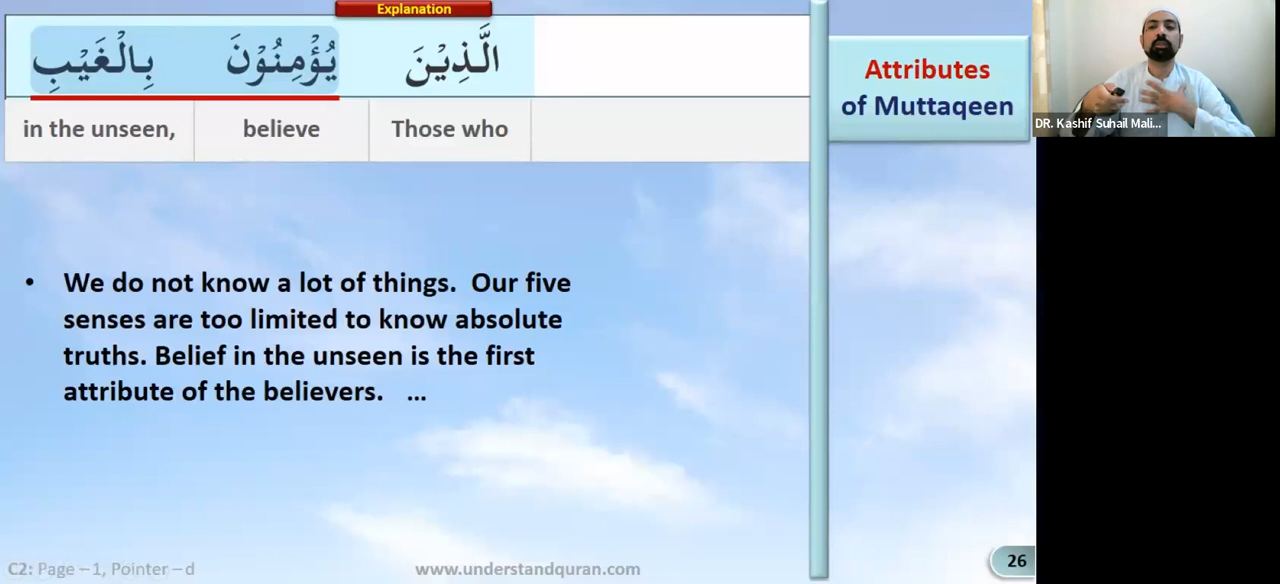 Explanation
الَّذِيْنَ يُؤْمِنُوْنَ بِالْغَيْبِ
in the unseen, believe Those who
Attributes
of Muttaqeen
DR. Kashif Suhail Mali...
• We do not know a lot of things. Our five
senses are too limited to know absolute
truths. Belief in the unseen is the first
attribute of the believers. ...
C2: Page – 1, Pointer – d
www.understandquran.com
26